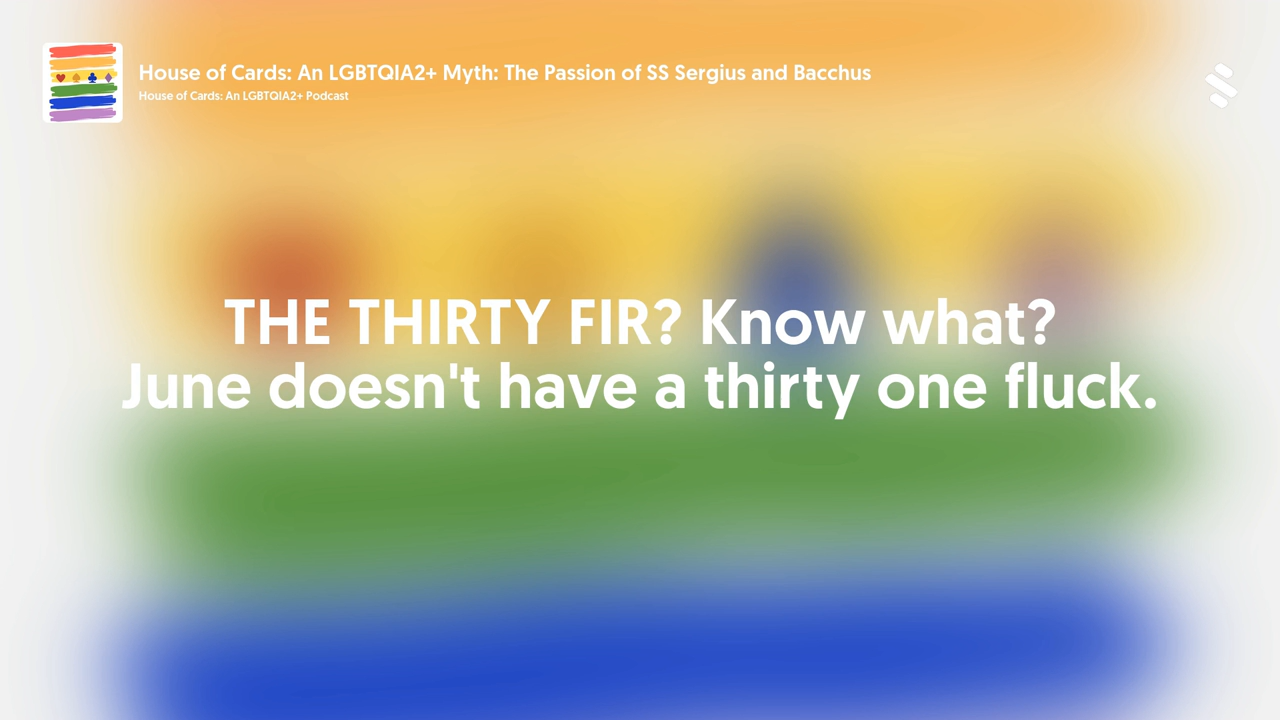 House of Cards: An LGBTQIA2+ Myth: The Passion of SS Sergius and Bacchus
House of Cards: An LGBTQIA2+ Podcast
THE THIRTY FIR? Know what?
June doesn't have a thirty one fluck.